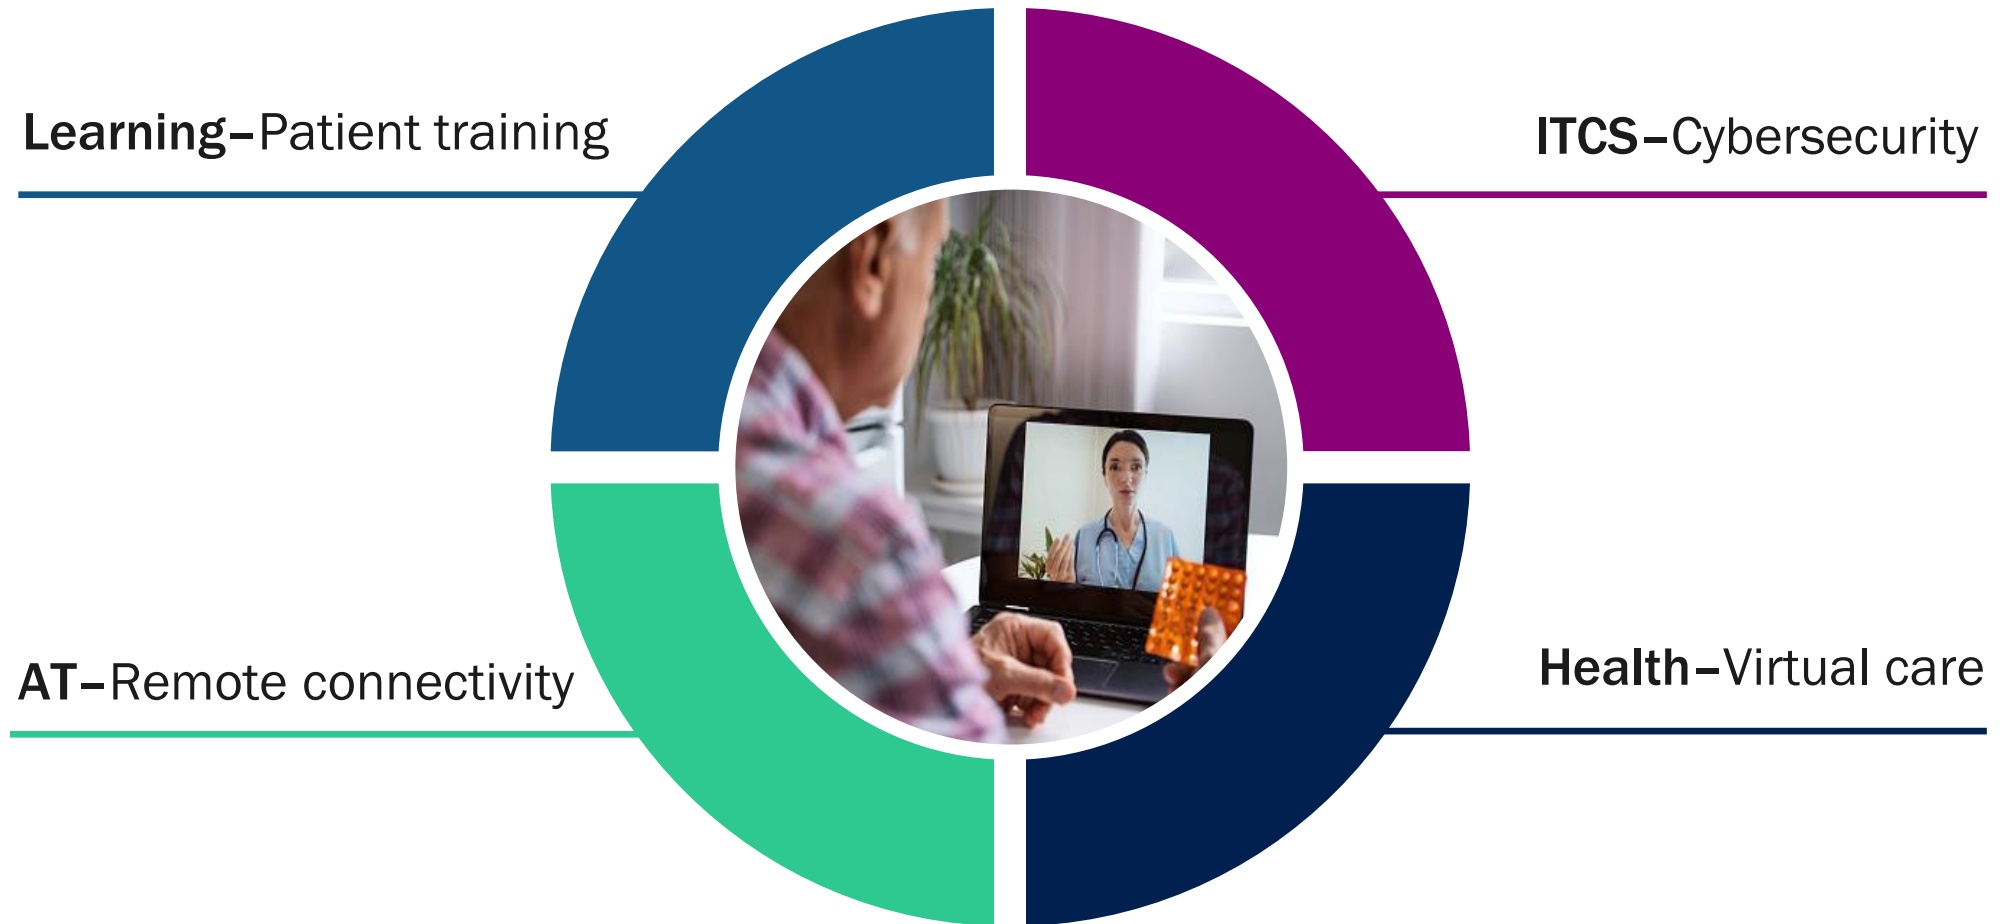 Learning–Patient training
ITCS–Cybersecurity
AT–Remote connectivity
Health–Virtual care